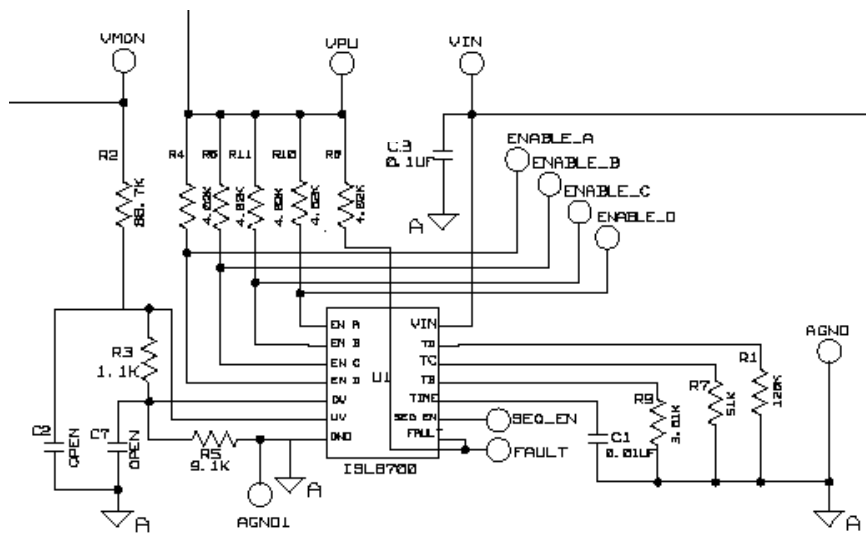 VMON
VPU
VIN
R2
88.7K
R4
R6
R11
R10
R8
4.02K
4.02K
4.02K
4.02K
4.02K
C3
0.1UF
A
ENABLE_A
ENABLE_B
ENABLE_C
ENABLE_D
EN A
EN B
EN C
EN D
OV
UV
GND
U1
VIN
TD
TC
TB
TIME
SEQ_EN
FAULT
ISL8700
R3
1.1K
C2
OPEN
C7
OPEN
R5
9.1K
A
A
AGND1
SEQ_EN
FAULT
C1
0.01UF
R9
3.01K
R7
51K
R1
120K
AGND
A